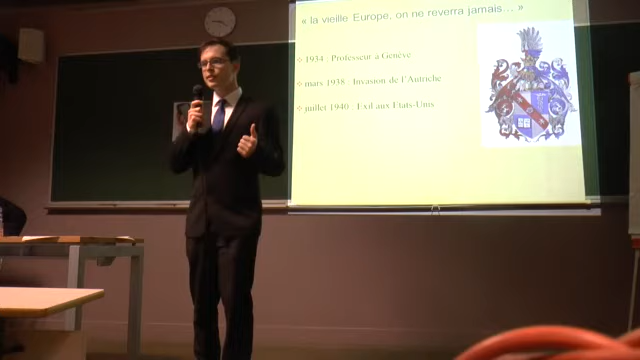 « la vieille Europe, on ne reverra jamais… »
1934 : Professeur à Genève
mars 1938 : Invasion de l'Autriche
juillet 1940 : Exil aux Etats-Unis